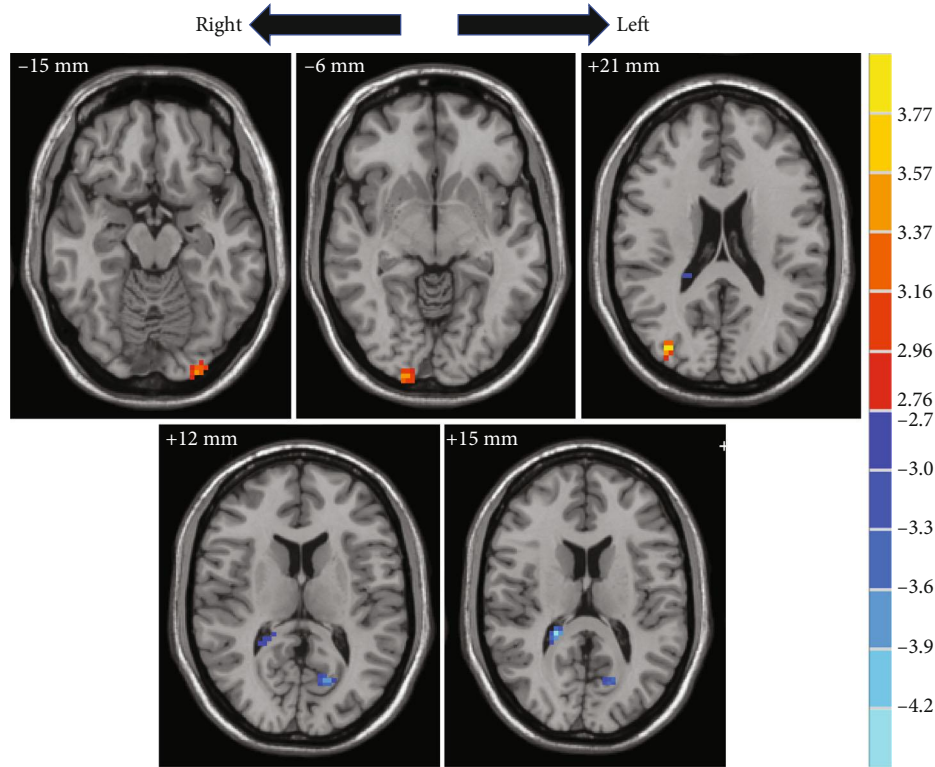 Right
Left
–15 mm
–6 mm
+21 mm
3.77
3.57
3.37
3.16
2.96
2.76
–2.7
–3.0
–3.3
–3.6
–3.9
–4.2
+12 mm
+15 mm
+